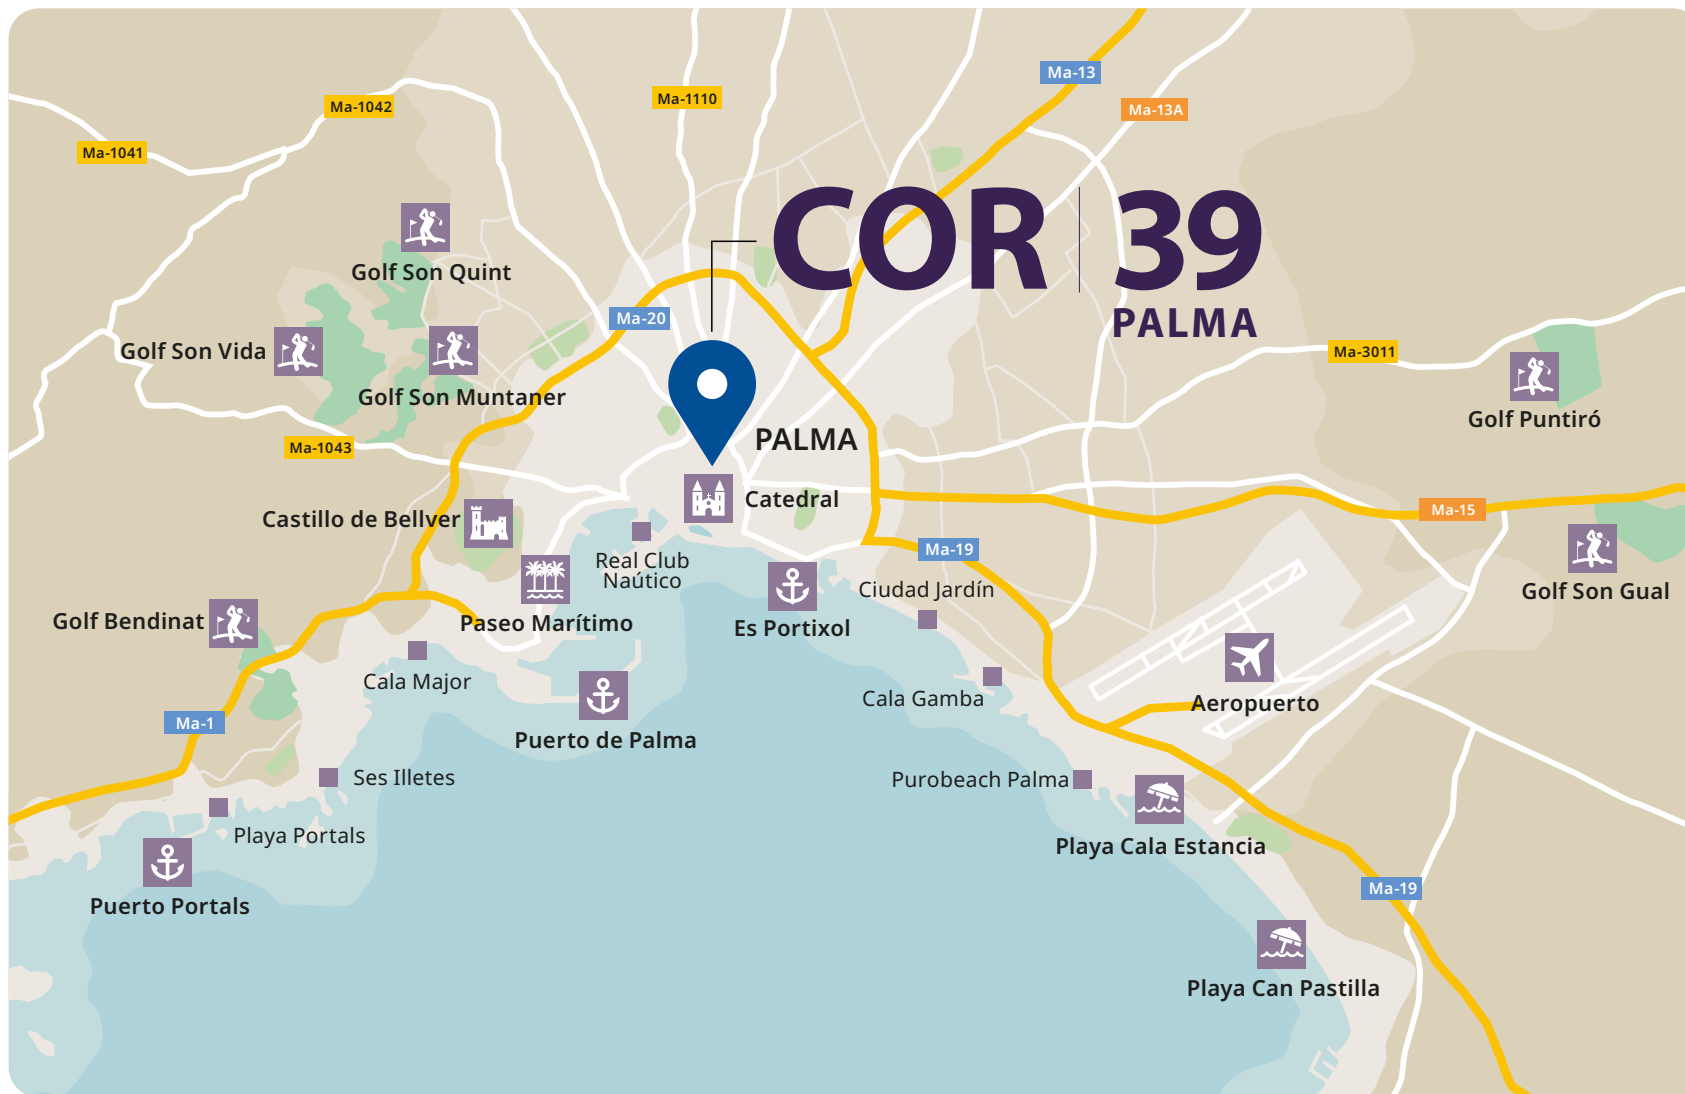 Ma-13
Ma-1110
Ma-1042
Ma-13A
Ma-1041
COR | 39
PALMA
Golf Son Quint
Ma-20
Golf Son Vida
Ma-3011
Golf Son Muntaner
Golf Puntiró
PALMA
Ma-1043
Catedral
Ma-15
Castillo de Bellver
Real Club
Naútico
Ma-19
Ciudad Jardín
Golf Son Gual
Golf Bendinat
Paseo Marítimo
Es Portixol
Cala Major
Cala Gamba
Aeropuerto
Ma-1
Puerto de Palma
Ses Illetes
Purobeach Palma
Playa Portals
Playa Cala Estancia
Ma-19
Puerto Portals
Playa Can Pastilla